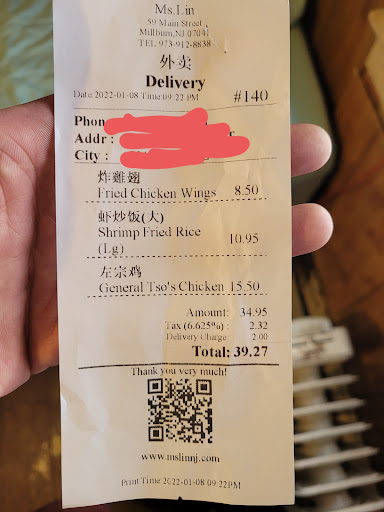 Ms.Lin
59 Main Street
Millburn,NJ 07041
TEL 973-912-8838
外卖
Delivery
Date 2022-01-08 Time:09:22 PM #140
Phon
Addr :
City :
炸雞翅
Fried Chicken Wings 8.50
虾炒饭(大)
Shrimp Fried Rice
(Lg) 10.95
左宗鸡
General Tso's Chicken 15.50
Amount: 34.95
Tax (6.625%) : 2.32
Delivery Charge: 2.00
Total: 39.27
Thank you very much!
www.mslinnj.com
Print Time 2022-01-08 09:22PM